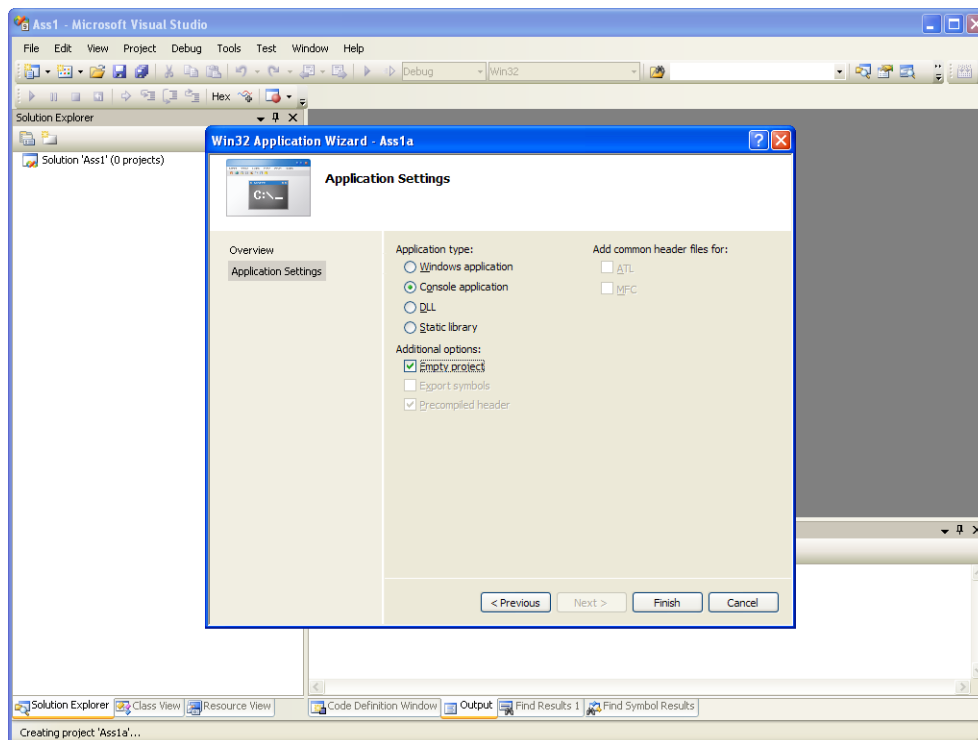 Ass1 - Microsoft Visual Studio
File Edit View Project Debug Tools Test Window Help
Debug Win32
Hex
Solution Explorer
Solution 'Ass1' (0 projects)
Win32 Application Wizard - Ass1a
C:\_
Application Settings
Overview
Application Settings
Application type:
Windows application
Console application
DLL
Static library
Additional options:
Empty project
Export symbols
Precompiled header
Add common header files for:
ATL
MFC
< Previous Next > Finish Cancel
Solution Explorer Class View Resource View
Code Definition Window Output Find Results 1 Find Symbol Results
Creating project 'Ass1a'...